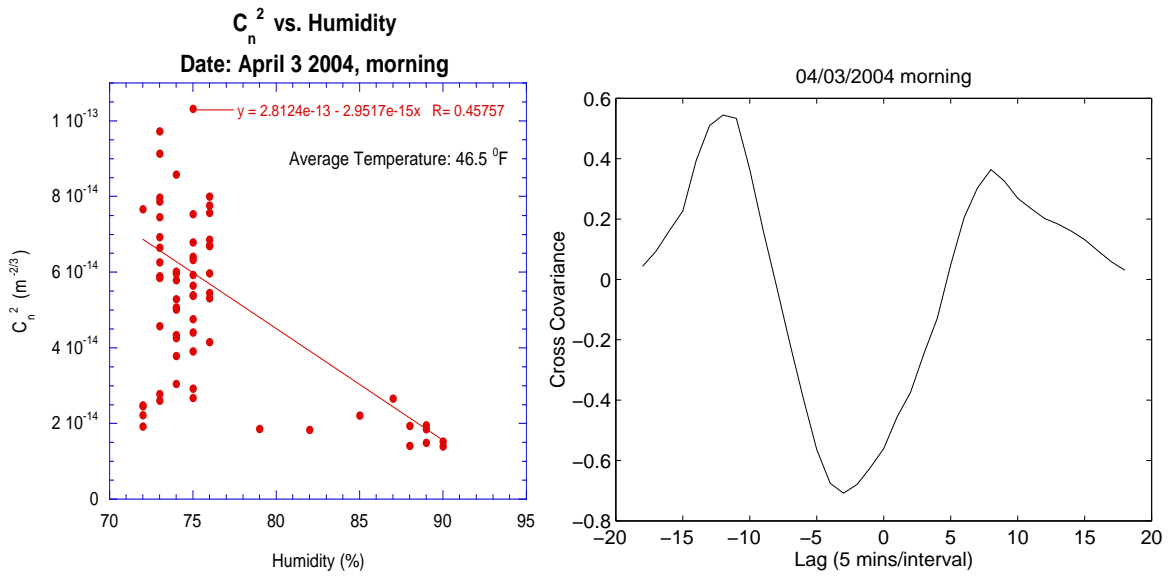 C_n^2 vs. Humidity
Date: April 3 2004, morning
y = 2.8124e-13 - 2.9517e-15x R= 0.45757
Average Temperature: 46.5 ^0F
C_n^2 (m^-2/3)
1 10^-13
8 10^-14
6 10^-14
4 10^-14
2 10^-14
0
70 75 80 85 90 95
Humidity (%)
04/03/2004 morning
Cross Covariance
0.6
0.4
0.2
0
−0.2
−0.4
−0.6
−0.8
−20 −15 −10 −5 0 5 10 15 20
Lag (5 mins/interval)